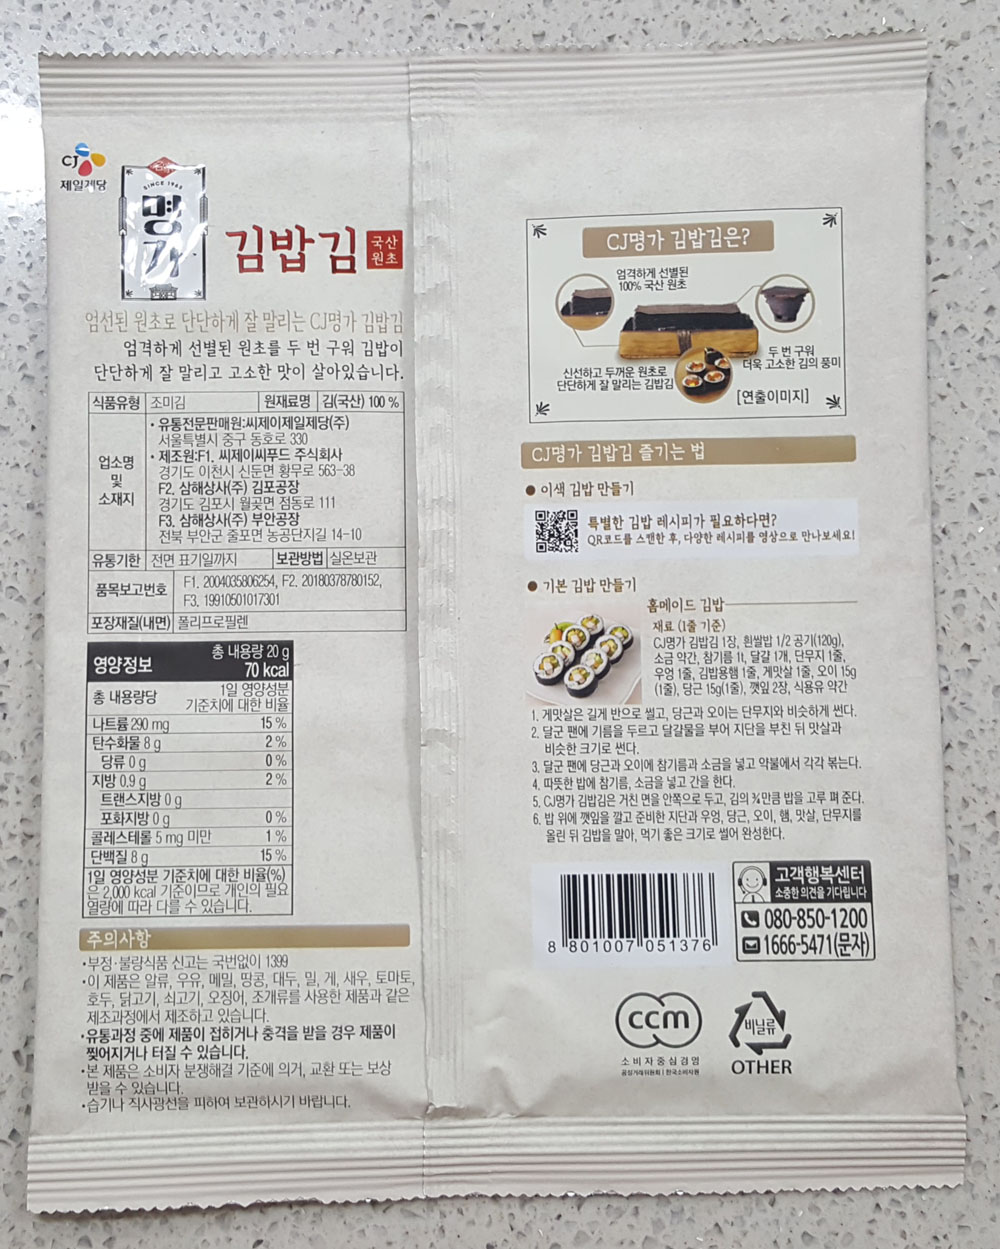 CJ
제일제당
SINCE 1965
명가
김밥김
국산
원초
엄선된 원초로 단단하게 잘 말리는 CJ명가 김밥김
엄격하게 선별된 원초를 두 번 구워 김밥이
단단하게 잘 말리고 고소한 맛이 살아있습니다.
식품유형 조미김 원재료명 김(국산) 100 %
업소명
및
소재지
• 유통전문판매원:씨제이제일제당(주)
서울특별시 중구 동호로 330
• 제조원:F1. 씨제이씨푸드 주식회사
경기도 이천시 신둔면 황무로 563-38
F2. 삼해상사(주) 김포공장
경기도 김포시 월곶면 점동로 111
F3. 삼해상사(주) 부안공장
전북 부안군 줄포면 농공단지길 14-10
유통기한 전면 표기일까지 보관방법 실온보관
품목보고번호 F1. 2004035806254, F2. 20180378780152,
F3. 19910501017301
포장재질(내면) 폴리프로필렌
영양정보
총 내용량 20 g
70 kcal
총 내용량당 1일 영양성분
기준치에 대한 비율
나트륨 290 mg 15 %
탄수화물 8 g 2 %
당류 0 g 0 %
지방 0.9 g 2 %
트랜스지방 0 g
포화지방 0 g 0 %
콜레스테롤 5 mg 미만 1 %
단백질 8 g 15 %
1일 영양성분 기준치에 대한 비율(%)
은 2,000 kcal 기준이므로 개인의 필요
열량에 따라 다를 수 있습니다.
주의사항
•부정·불량식품 신고는 국번없이 1399
•이 제품은 알류, 우유, 메밀, 땅콩, 대두, 밀, 게, 새우, 토마토,
호두, 닭고기, 쇠고기, 오징어, 조개류를 사용한 제품과 같은
제조과정에서 제조하고 있습니다.
•유통과정 중에 제품이 접히거나 충격을 받을 경우 제품이
찢어지거나 터질 수 있습니다.
•본 제품은 소비자 분쟁해결 기준에 의거, 교환 또는 보상
받을 수 있습니다.
•습기나 직사광선을 피하여 보관하시기 바랍니다.
CJ명가 김밥김은?
엄격하게 선별된
100% 국산 원초
두 번 구워
더욱 고소한 김의 풍미
신선하고 두꺼운 원초로
단단하게 잘 말리는 김밥김
[연출이미지]
CJ명가 김밥김 즐기는 법
● 이색 김밥 만들기
특별한 김밥 레시피가 필요하다면?
QR코드를 스캔한 후, 다양한 레시피를 영상으로 만나보세요!
● 기본 김밥 만들기
홈메이드 김밥
재료 (1줄 기준)
CJ명가 김밥김 1장, 흰쌀밥 1/2 공기(120g),
소금 약간, 참기름 1t, 달걀 1개, 단무지 1줄,
우엉 1줄, 김밥용햄 1줄, 게맛살 1줄, 오이 15g
(1줄), 당근 15g(1줄), 깻잎 2장, 식용유 약간
1. 게맛살은 길게 반으로 썰고, 당근과 오이는 단무지와 비슷하게 썬다.
2. 달군 팬에 기름을 두르고 달걀물을 부어 지단을 부친 뒤 맛살과
비슷한 크기로 썬다.
3. 달군 팬에 당근과 오이에 참기름과 소금을 넣고 약불에서 각각 볶는다.
4. 따뜻한 밥에 참기름, 소금을 넣고 간을 한다.
5. CJ명가 김밥김은 거친 면을 안쪽으로 두고, 김의 ¾만큼 밥을 고루 펴 준다.
6. 밥 위에 깻잎을 깔고 준비한 지단과 우엉, 당근, 오이, 햄, 맛살, 단무지를
올린 뒤 김밥을 말아, 먹기 좋은 크기로 썰어 완성한다.
8 801007 051376
고객행복센터
소중한 의견을 기다립니다
080-850-1200
1666-5471(문자)
ccm
소비자중심경영
공정거래위원회 | 한국소비자원
비닐류
OTHER